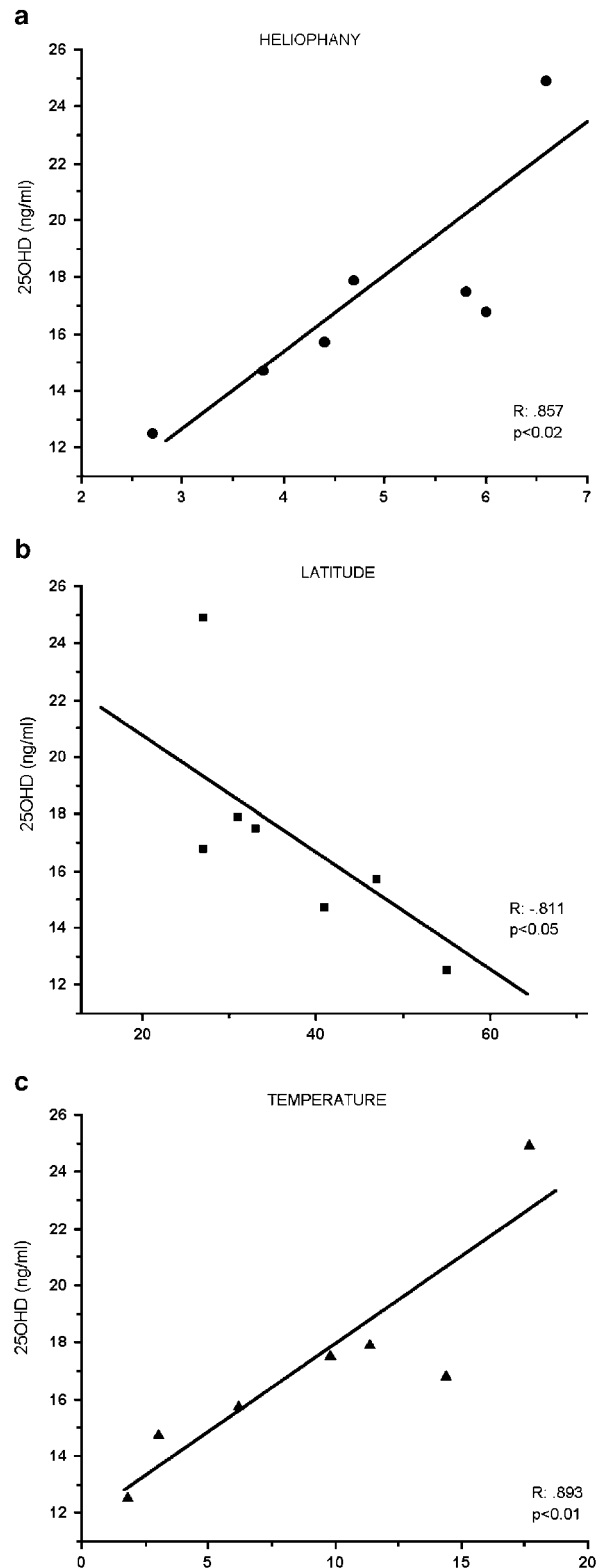 a
HELIOPHANY
26
24
22
20
18
16
14
12
25OHD (ng/ml)
R: .857
p<0.02
2 3 4 5 6 7
b
LATITUDE
26
24
22
20
18
16
14
12
25OHD (ng/ml)
R: -.811
p<0.05
20 40 60
c
TEMPERATURE
26
24
22
20
18
16
14
12
25OHD (ng/ml)
R: .893
p<0.01
0 5 10 15 20